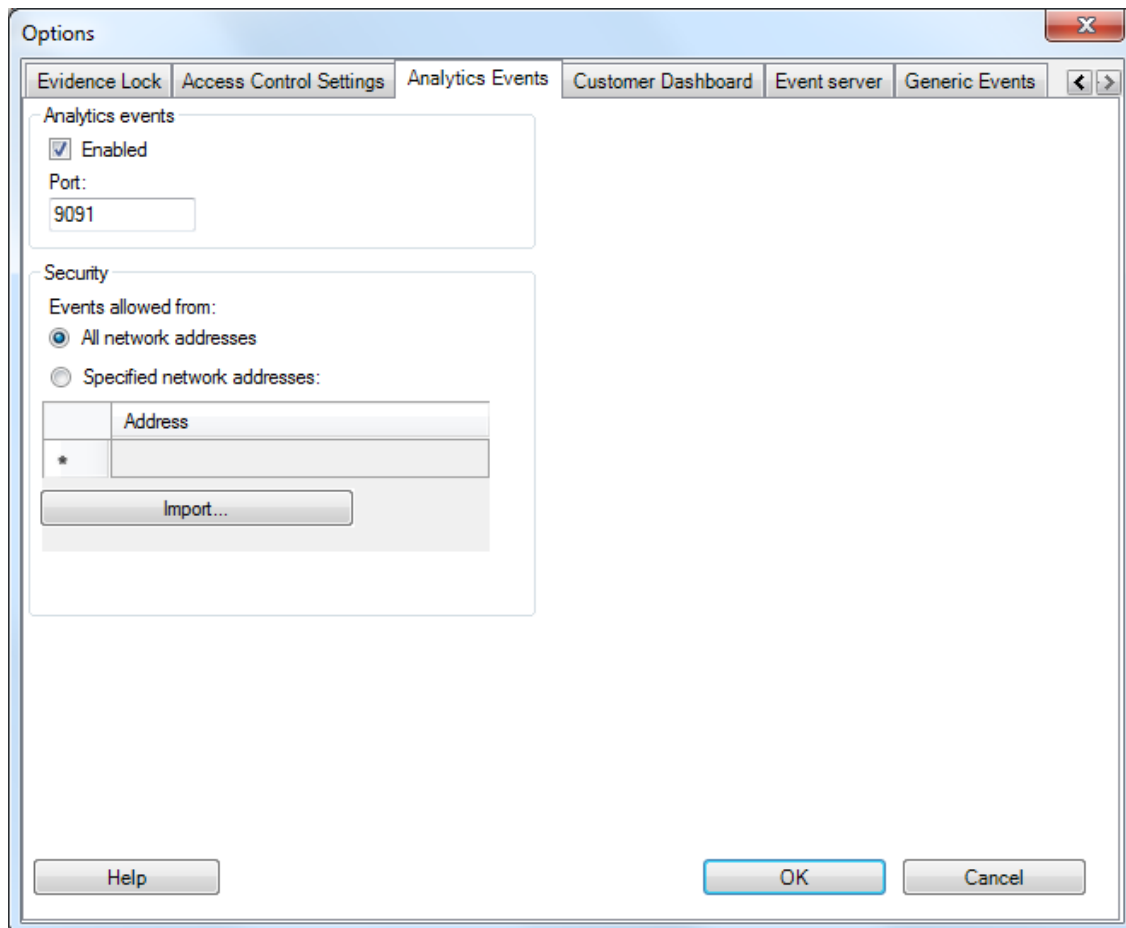 Options
Evidence Lock Access Control Settings Analytics Events Customer Dashboard Event server Generic Events
Analytics events
Enabled
Port:
9091
Security
Events allowed from:
All network addresses
Specified network addresses:
Address
*
Import...
Help OK Cancel